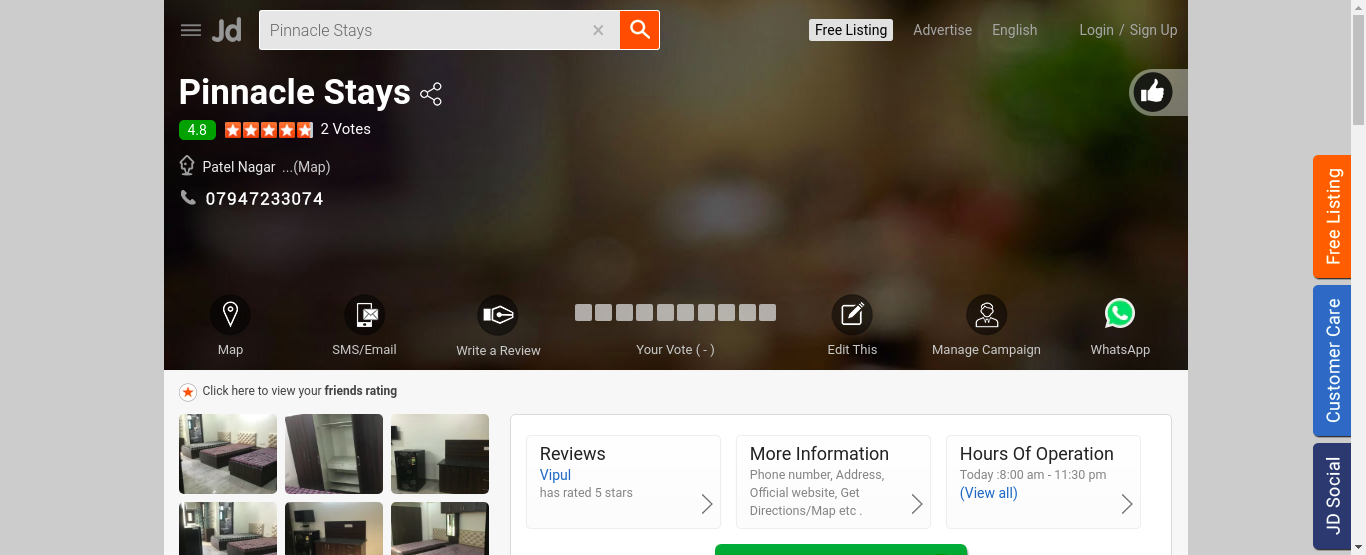 Jd
Pinnacle Stays
×
Free Listing
Advertise
English
Login / Sign Up
Pinnacle Stays
4.8
2 Votes
Patel Nagar ...(Map)
07947233074
Map
SMS/Email
Write a Review
Your Vote ( - )
Edit This
Manage Campaign
WhatsApp
Click here to view your friends rating
Reviews
Vipul
has rated 5 stars
More Information
Phone number, Address,
Official website, Get
Directions/Map etc .
Hours Of Operation
Today :8:00 am - 11:30 pm
(View all)
Free Listing
Customer Care
JD Social